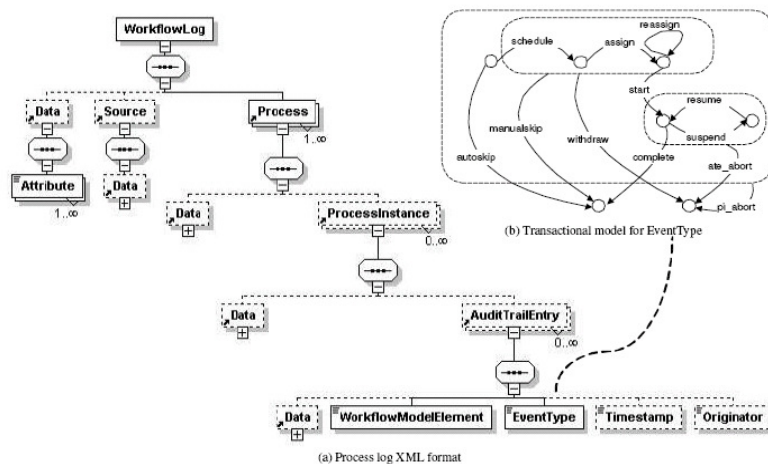 WorkflowLog
Data
Source
Process
1..∞
Attribute
1..∞
Data
Data
ProcessInstance
0..∞
Data
AuditTrailEntry
0..∞
Data
WorkflowModelElement
EventType
Timestamp
Originator
(a) Process log XML format
reassign
schedule
assign
start
resume
suspend
manualskip
withdraw
autoskip
complete
ate_abort
pi_abort
(b) Transactional model for EventType